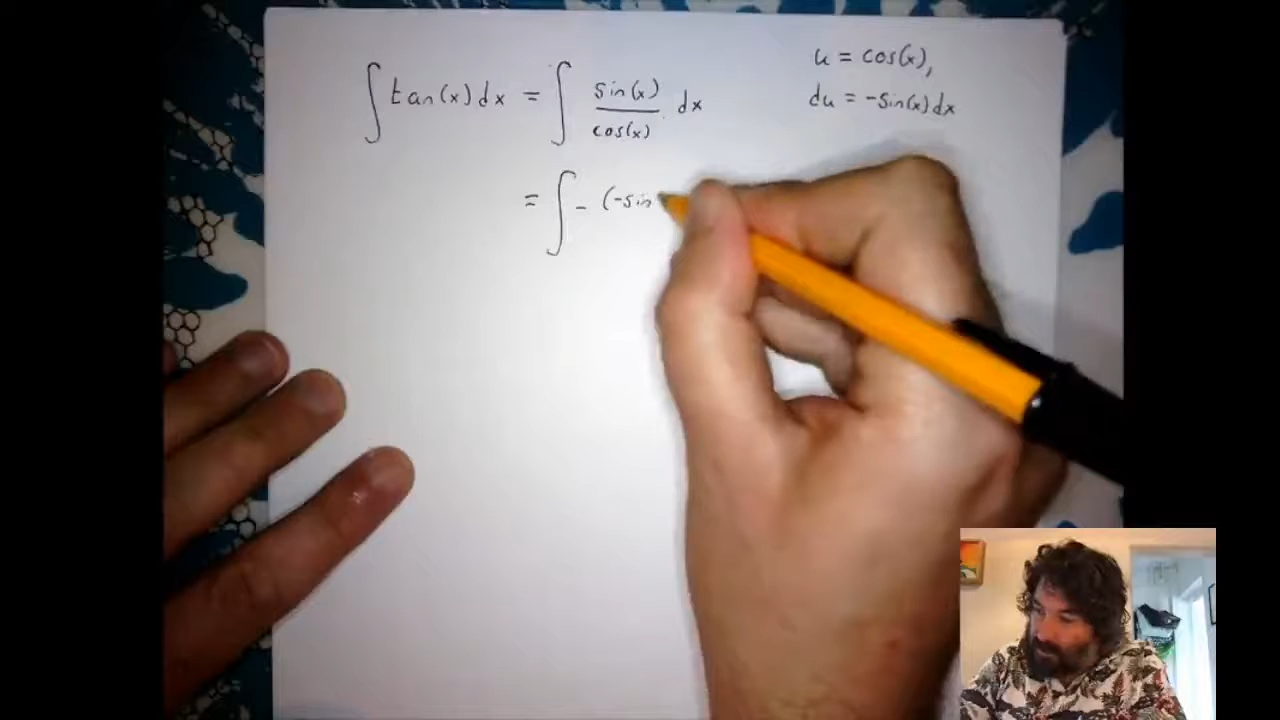 ∫ tan(x) dx = ∫ sin(x)/cos(x) dx
u = cos(x),
du = -sin(x) dx
= ∫ - (-sin